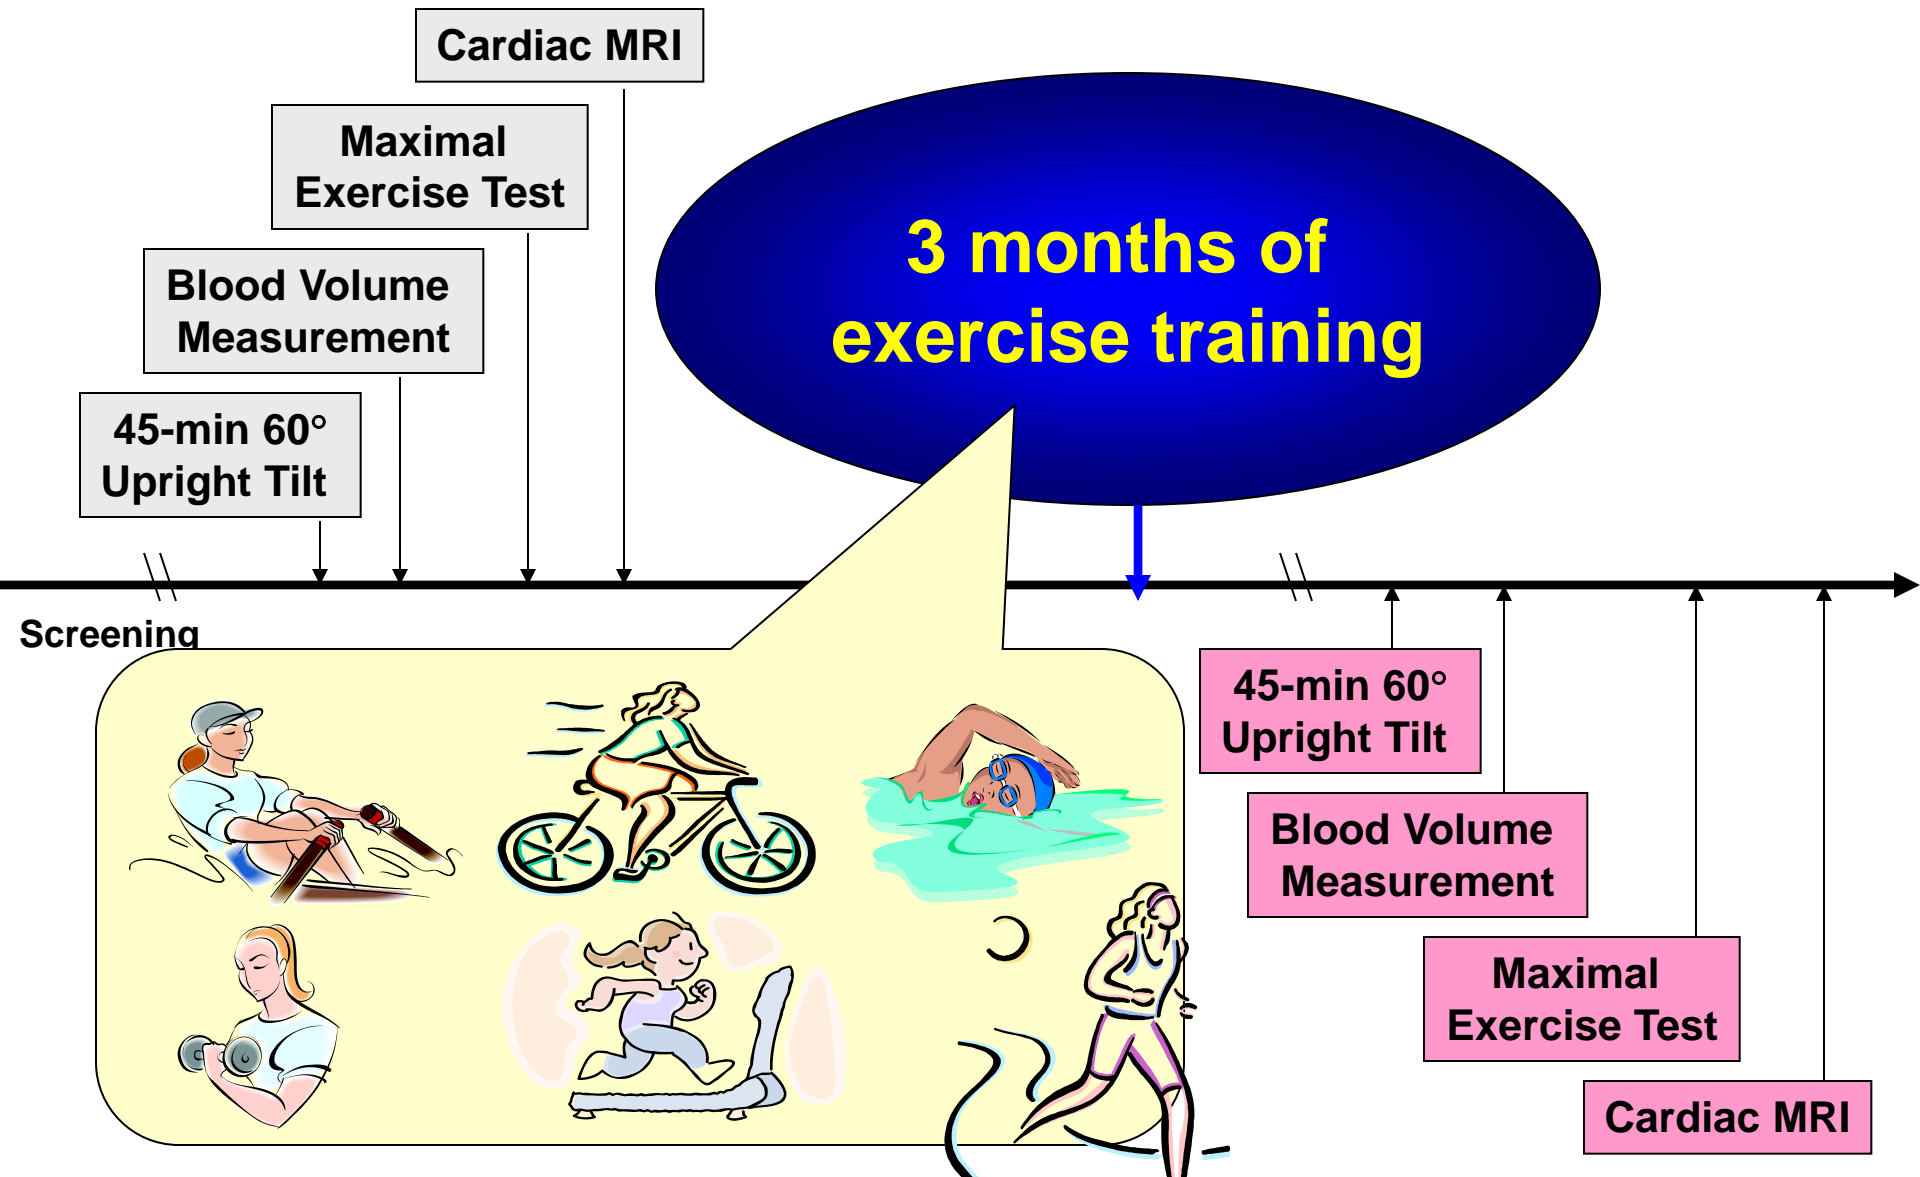 Cardiac MRI
Maximal
Exercise Test
Blood Volume
Measurement
45-min 60°
Upright Tilt
3 months of
exercise training
Screening
45-min 60°
Upright Tilt
Blood Volume
Measurement
Maximal
Exercise Test
Cardiac MRI